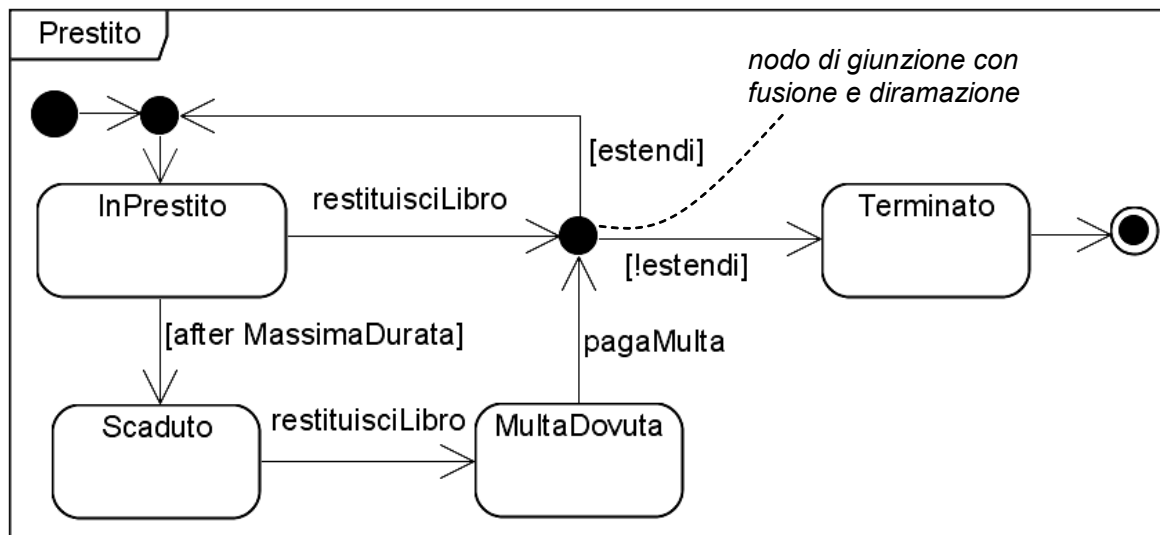 Prestito
nodo di giunzione con
fusione e diramazione
[estendi]
InPrestito
restituisciLibro
Terminato
[!estendi]
[after MassimaDurata]
pagaMulta
Scaduto
restituisciLibro
MultaDovuta